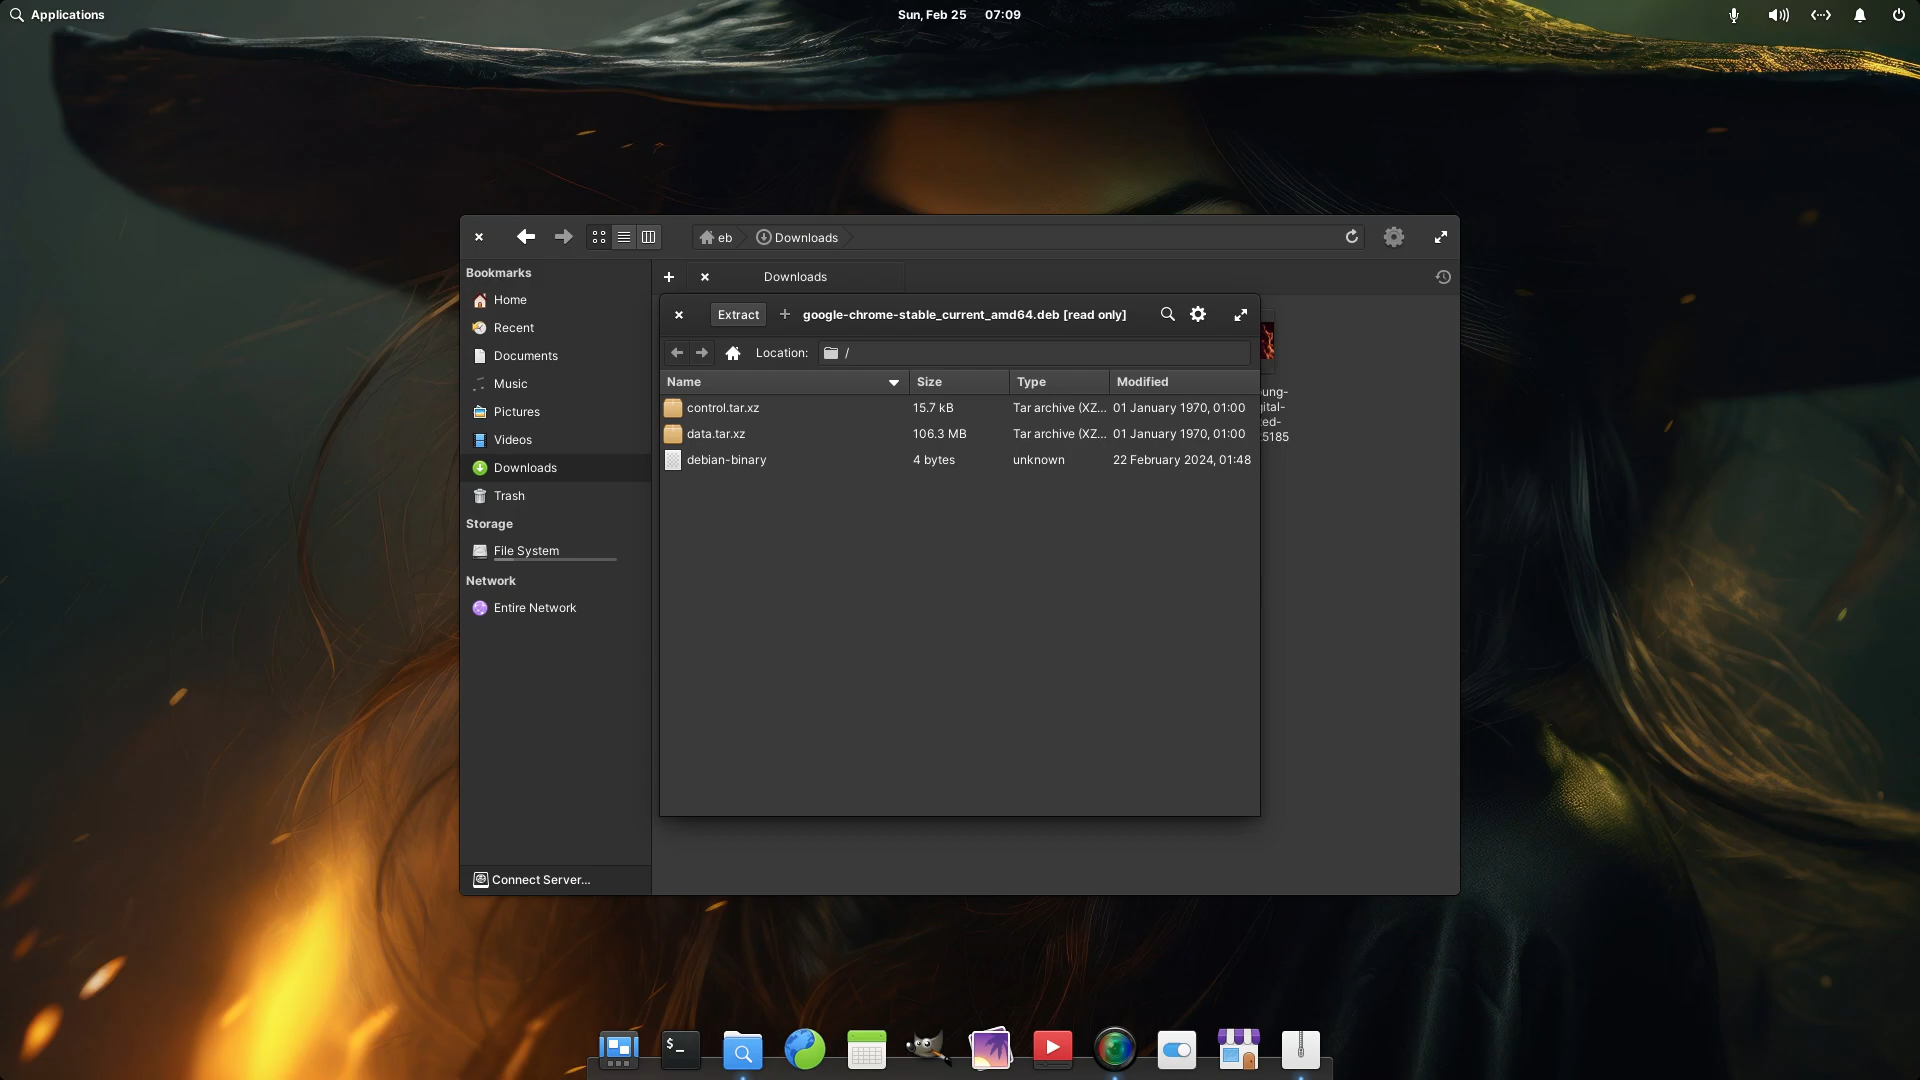 Applications
Sun, Feb 25 07:09
eb Downloads
Bookmarks
Home
Recent
Documents
Music
Pictures
Videos
Downloads
Trash
Storage
File System
Network
Entire Network
Connect Server...
Downloads
Extract + google-chrome-stable_current_amd64.deb [read only]
Location: /
Name Size Type Modified
control.tar.xz 15.7 kB Tar archive (XZ... 01 January 1970, 01:00
data.tar.xz 106.3 MB Tar archive (XZ... 01 January 1970, 01:00
debian-binary 4 bytes unknown 22 February 2024, 01:48
ung-
ital-
ed-
5185
$